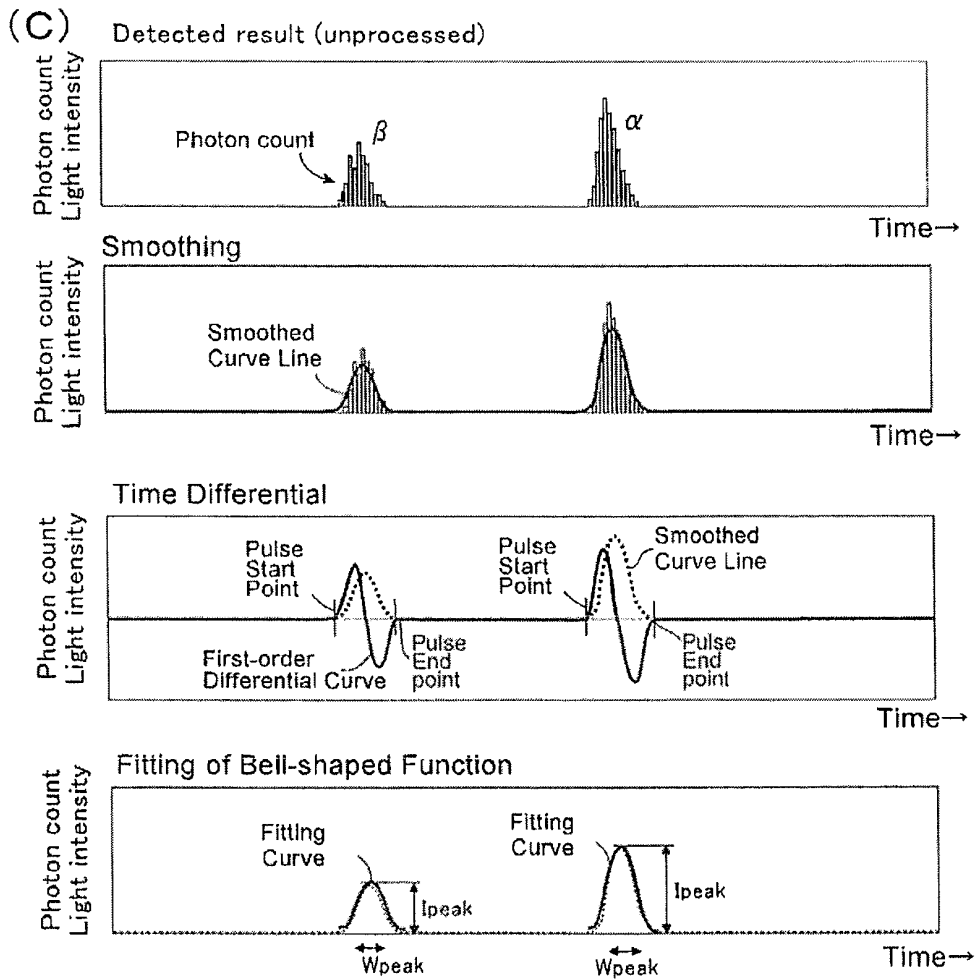 (C)
Detected result (unprocessed)
Photon count
Light intensity
Photon count
β
α
Time→
Smoothing
Photon count
Light intensity
Smoothed
Curve Line
Time→
Time Differential
Photon count
Light intensity
Pulse
Start
Point
First-order
Differential Curve
Pulse
End
point
Pulse
Start
Point
Smoothed
Curve Line
Pulse
End
point
Time→
Fitting of Bell-shaped Function
Photon count
Light intensity
Fitting
Curve
Ipeak
Wpeak
Fitting
Curve
Ipeak
Wpeak
Time→